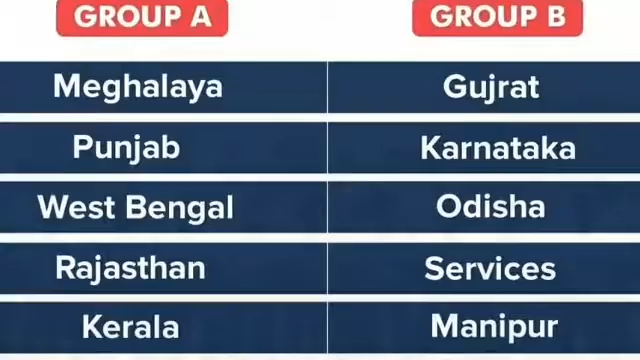 GROUP A GROUP B
Meghalaya Gujrat
Punjab Karnataka
West Bengal Odisha
Rajasthan Services
Kerala Manipur